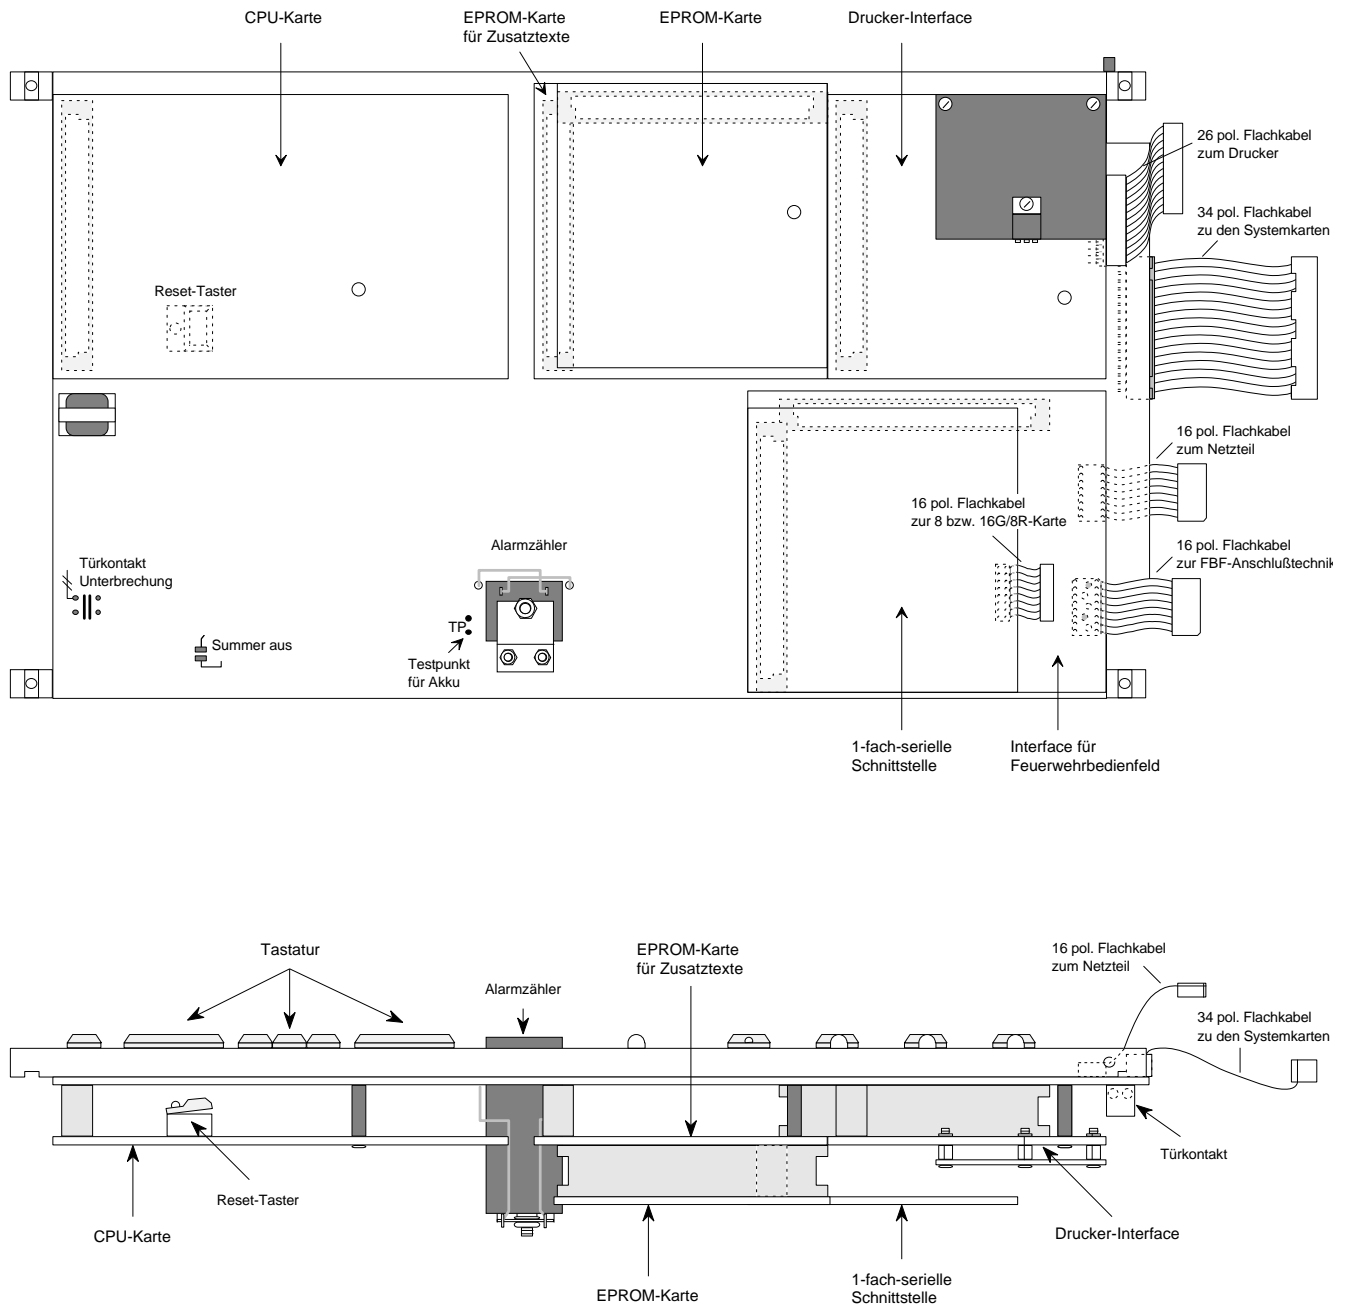 CPU-Karte
EPROM-Karte
für Zusatztexte
EPROM-Karte
Drucker-Interface
26 pol. Flachkabel
zum Drucker
34 pol. Flachkabel
zu den Systemkarten
Reset-Taster
16 pol. Flachkabel
zum Netzteil
16 pol. Flachkabel
zur 8 bzw. 16G/8R-Karte
Alarmzähler
16 pol. Flachkabel
zur FBF-Anschlußtechnik
Türkontakt
Unterbrechung
TP
Summer aus
Testpunkt
für Akku
1-fach-serielle
Schnittstelle
Interface für
Feuerwehrbedienfeld
Tastatur
EPROM-Karte
für Zusatztexte
16 pol. Flachkabel
zum Netzteil
Alarmzähler
34 pol. Flachkabel
zu den Systemkarten
Türkontakt
Reset-Taster
CPU-Karte
Drucker-Interface
EPROM-Karte
1-fach-serielle
Schnittstelle